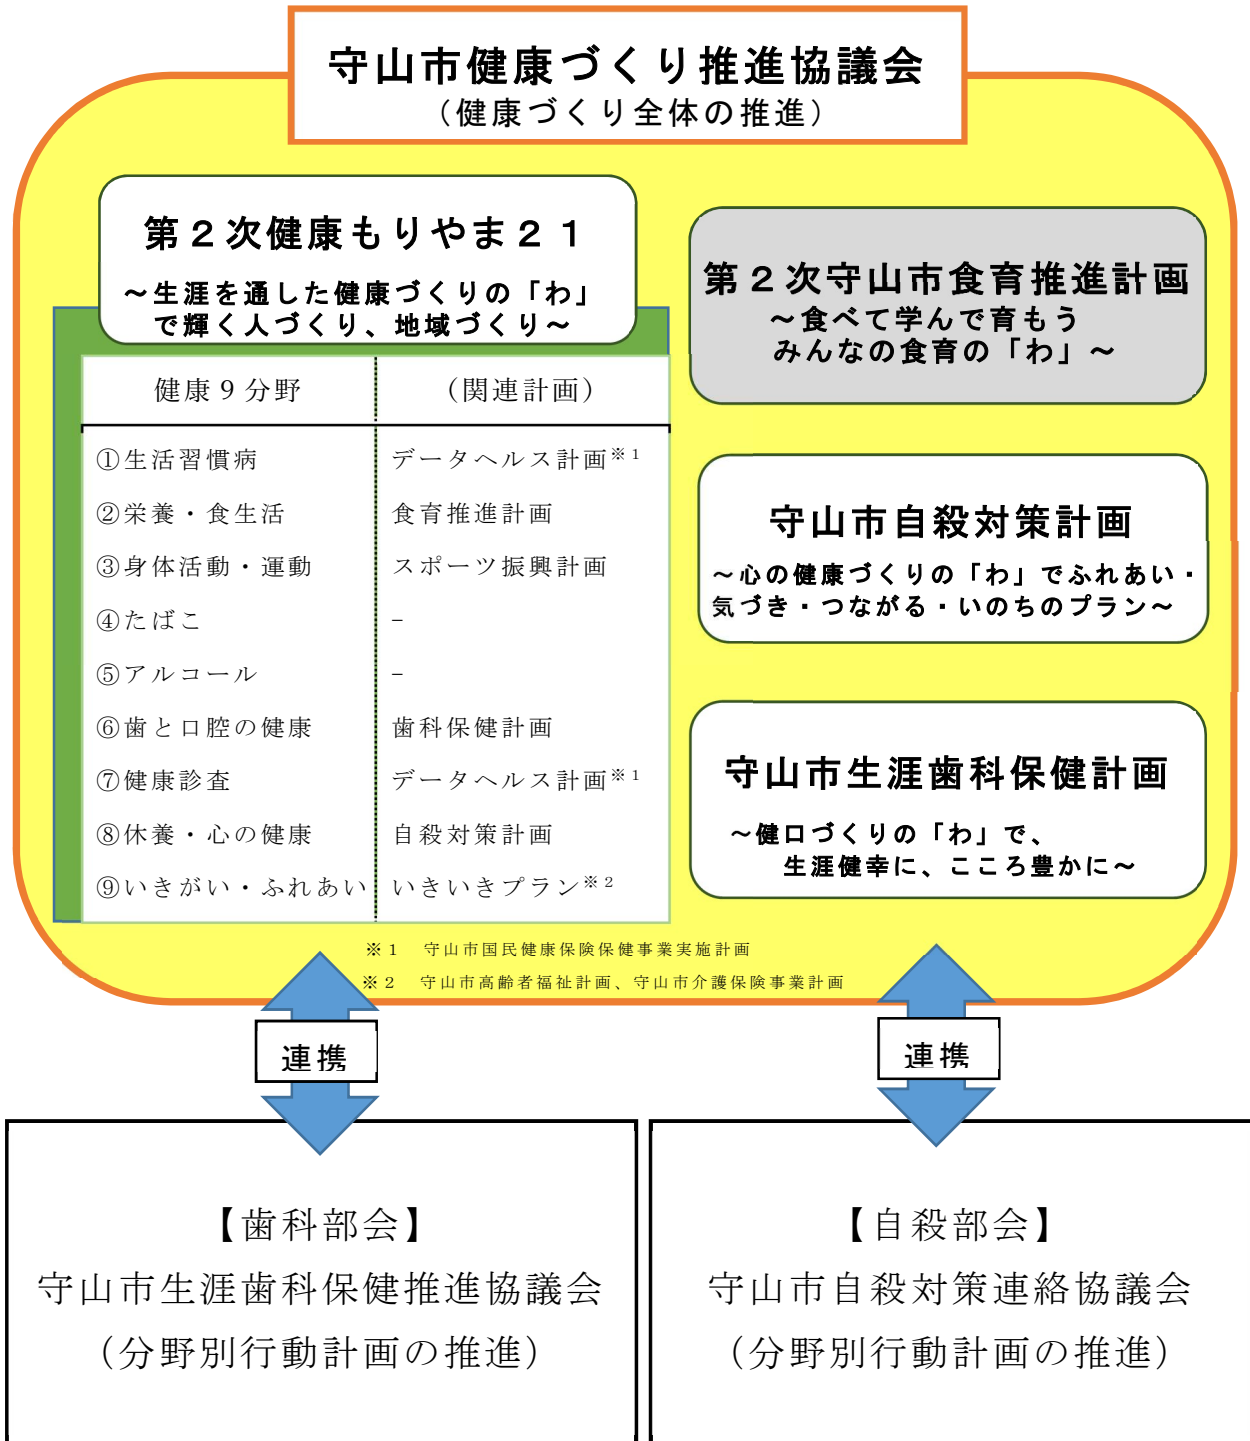 守山市健康づくり推進協議会
（健康づくり全体の推進）
第２次健康もりやま２１
～生涯を通した健康づくりの「わ」
で輝く人づくり、地域づくり～
健康９分野 （関連計画）
①生活習慣病 データヘルス計画※１
②栄養・食生活 食育推進計画
③身体活動・運動 スポーツ振興計画
④たばこ －
⑤アルコール －
⑥歯と口腔の健康 歯科保健計画
⑦健康診査 データヘルス計画※１
⑧休養・心の健康 自殺対策計画
⑨いきがい・ふれあい いきいきプラン※２
第２次守山市食育推進計画
～食べて学んで育もう
みんなの食育の「わ」～
守山市自殺対策計画
～心の健康づくりの「わ」でふれあい・
気づき・つながる・いのちのプラン～
守山市生涯歯科保健計画
～健口づくりの「わ」で、
生涯健幸に、こころ豊かに～
※１　守山市国民健康保険保健事業実施計画
※２　守山市高齢者福祉計画、守山市介護保険事業計画
連携
連携
【歯科部会】
守山市生涯歯科保健推進協議会
（分野別行動計画の推進）
【自殺部会】
守山市自殺対策連絡協議会
（分野別行動計画の推進）